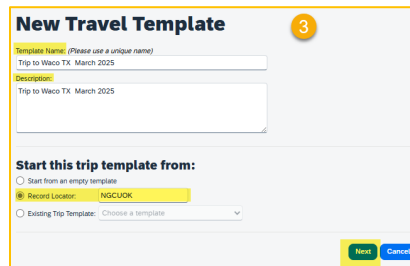 New Travel Template
3
Template Name: (Please use a unique name)
Trip to Waco TX March 2025
Description:
Trip to Waco TX March 2025
Start this trip template from:
Start from an empty template
Record Locator: NGCUOK
Existing Trip Template: Choose a template
Next Cancel